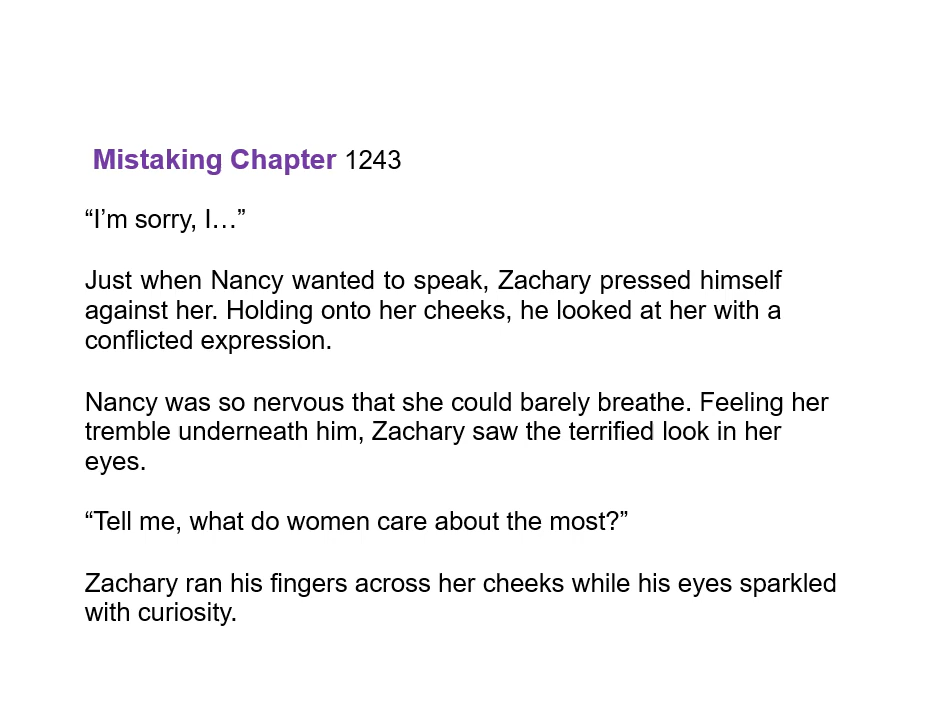 Mistaking Chapter 1243
“I’m sorry, I…”
Just when Nancy wanted to speak, Zachary pressed himself
against her. Holding onto her cheeks, he looked at her with a
conflicted expression.
Nancy was so nervous that she could barely breathe. Feeling her
tremble underneath him, Zachary saw the terrified look in her
eyes.
“Tell me, what do women care about the most?”
Zachary ran his fingers across her cheeks while his eyes sparkled
with curiosity.